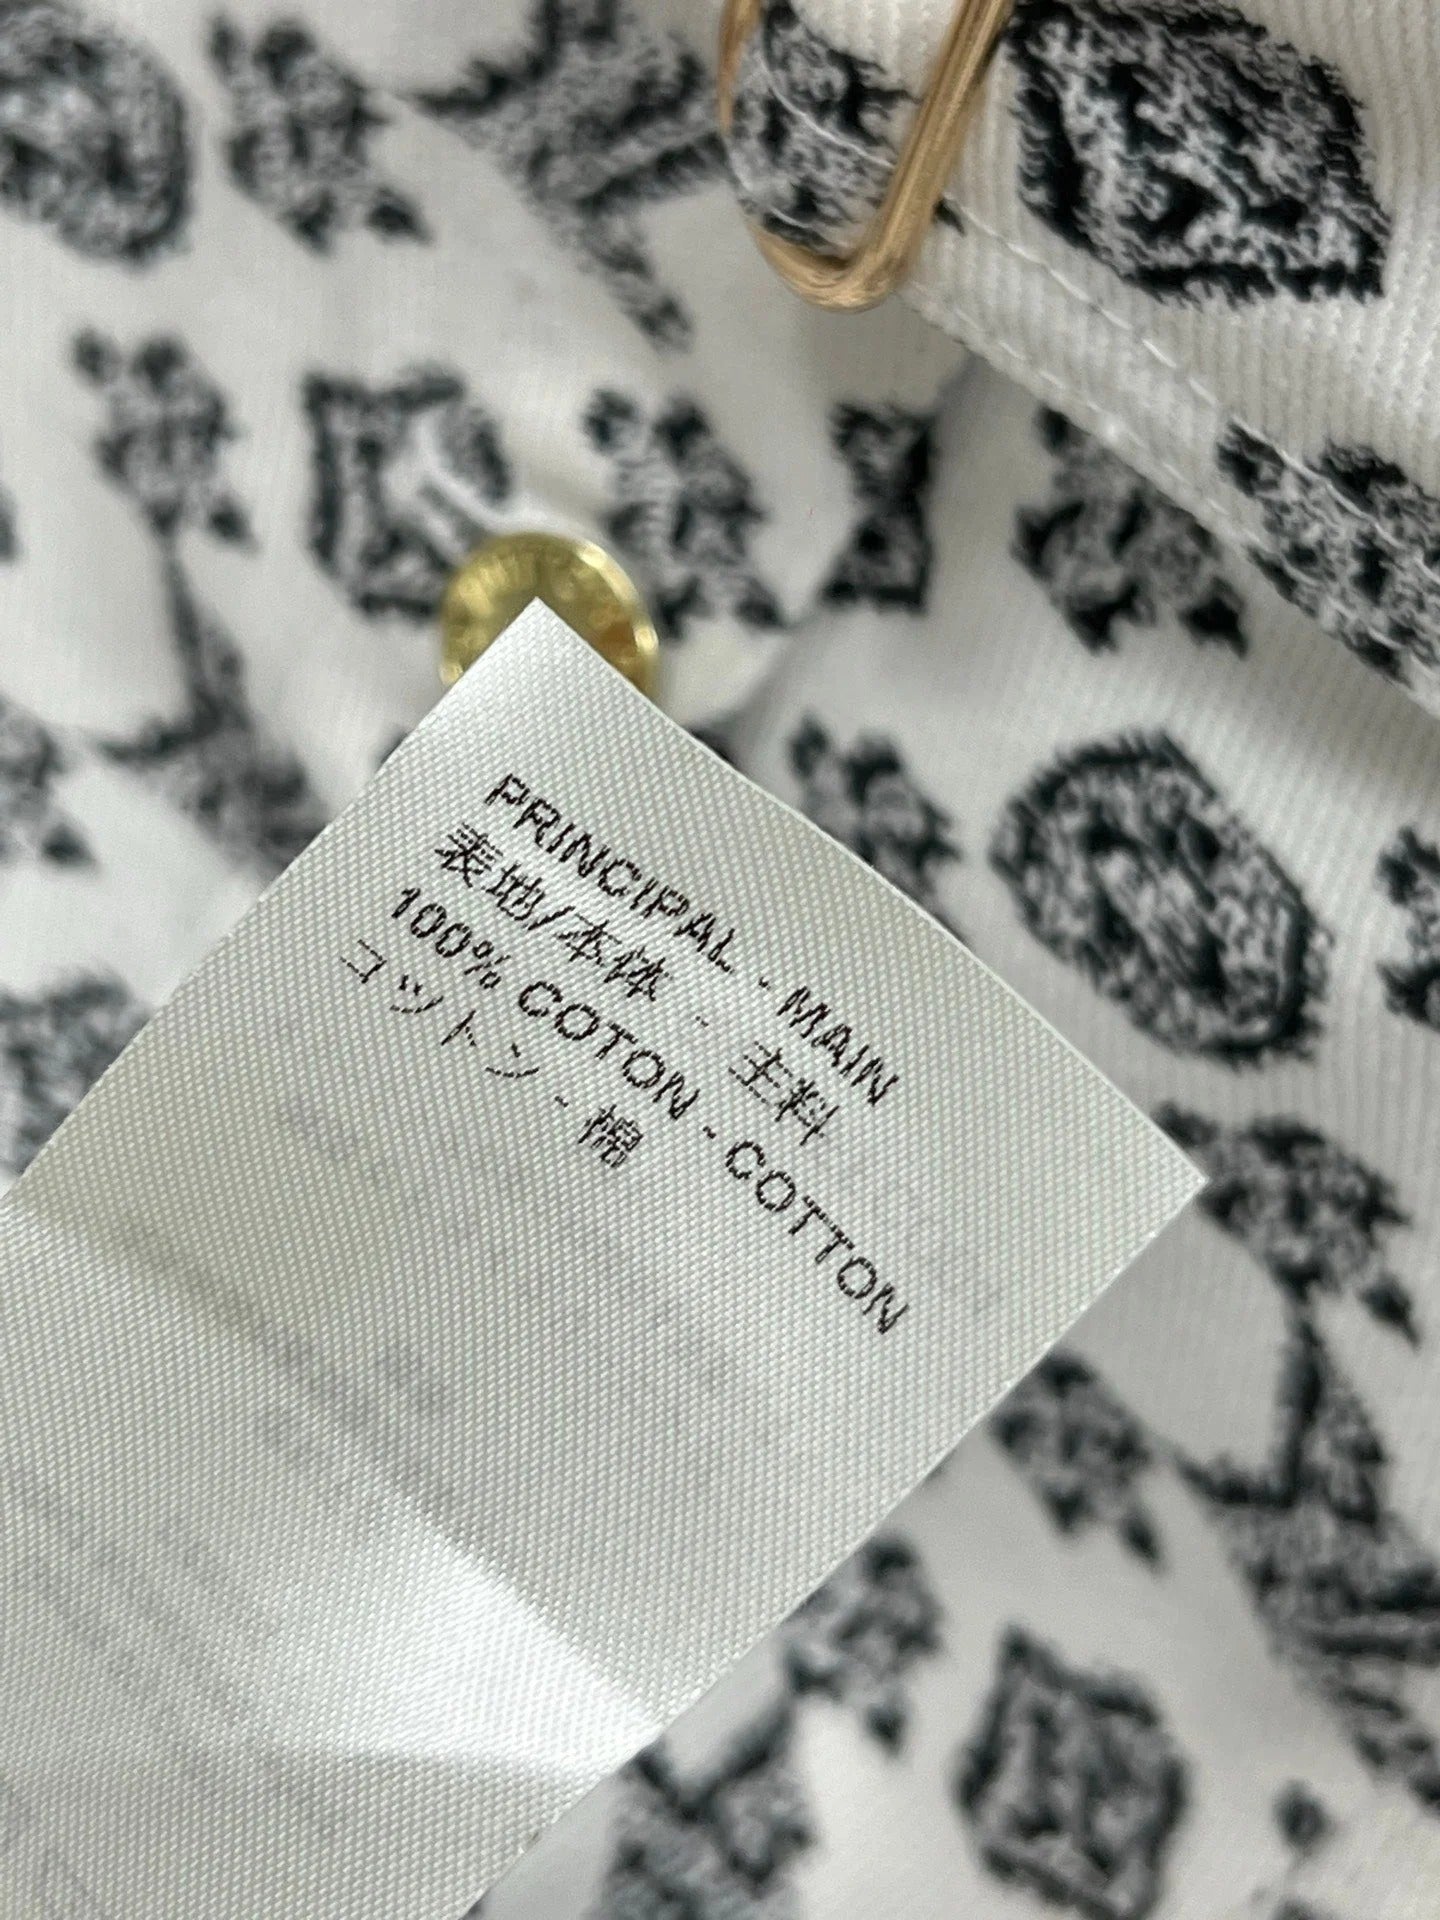 PRINCIPAL - MAIN
表地/本体 - 主料
100% COTON - COTTON
コットン - 棉